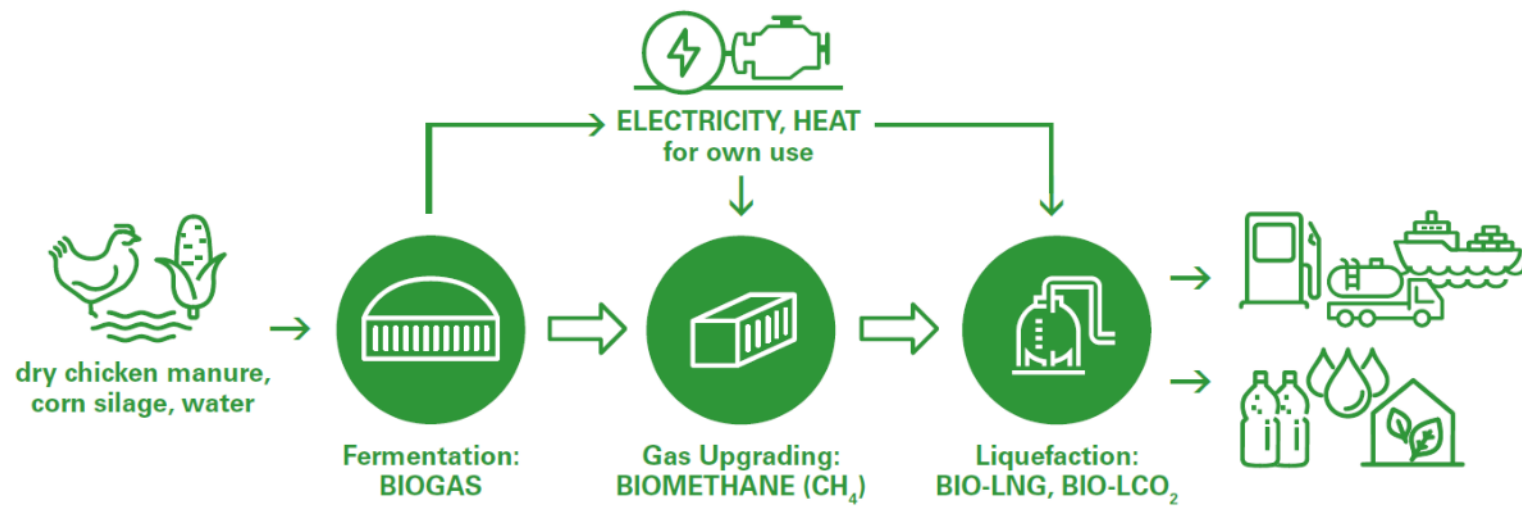 ELECTRICITY, HEAT
for own use
dry chicken manure,
corn silage, water
Fermentation:
BIOGAS
Gas Upgrading:
BIOMETHANE (CH₄)
Liquefaction:
BIO-LNG, BIO-LCO₂